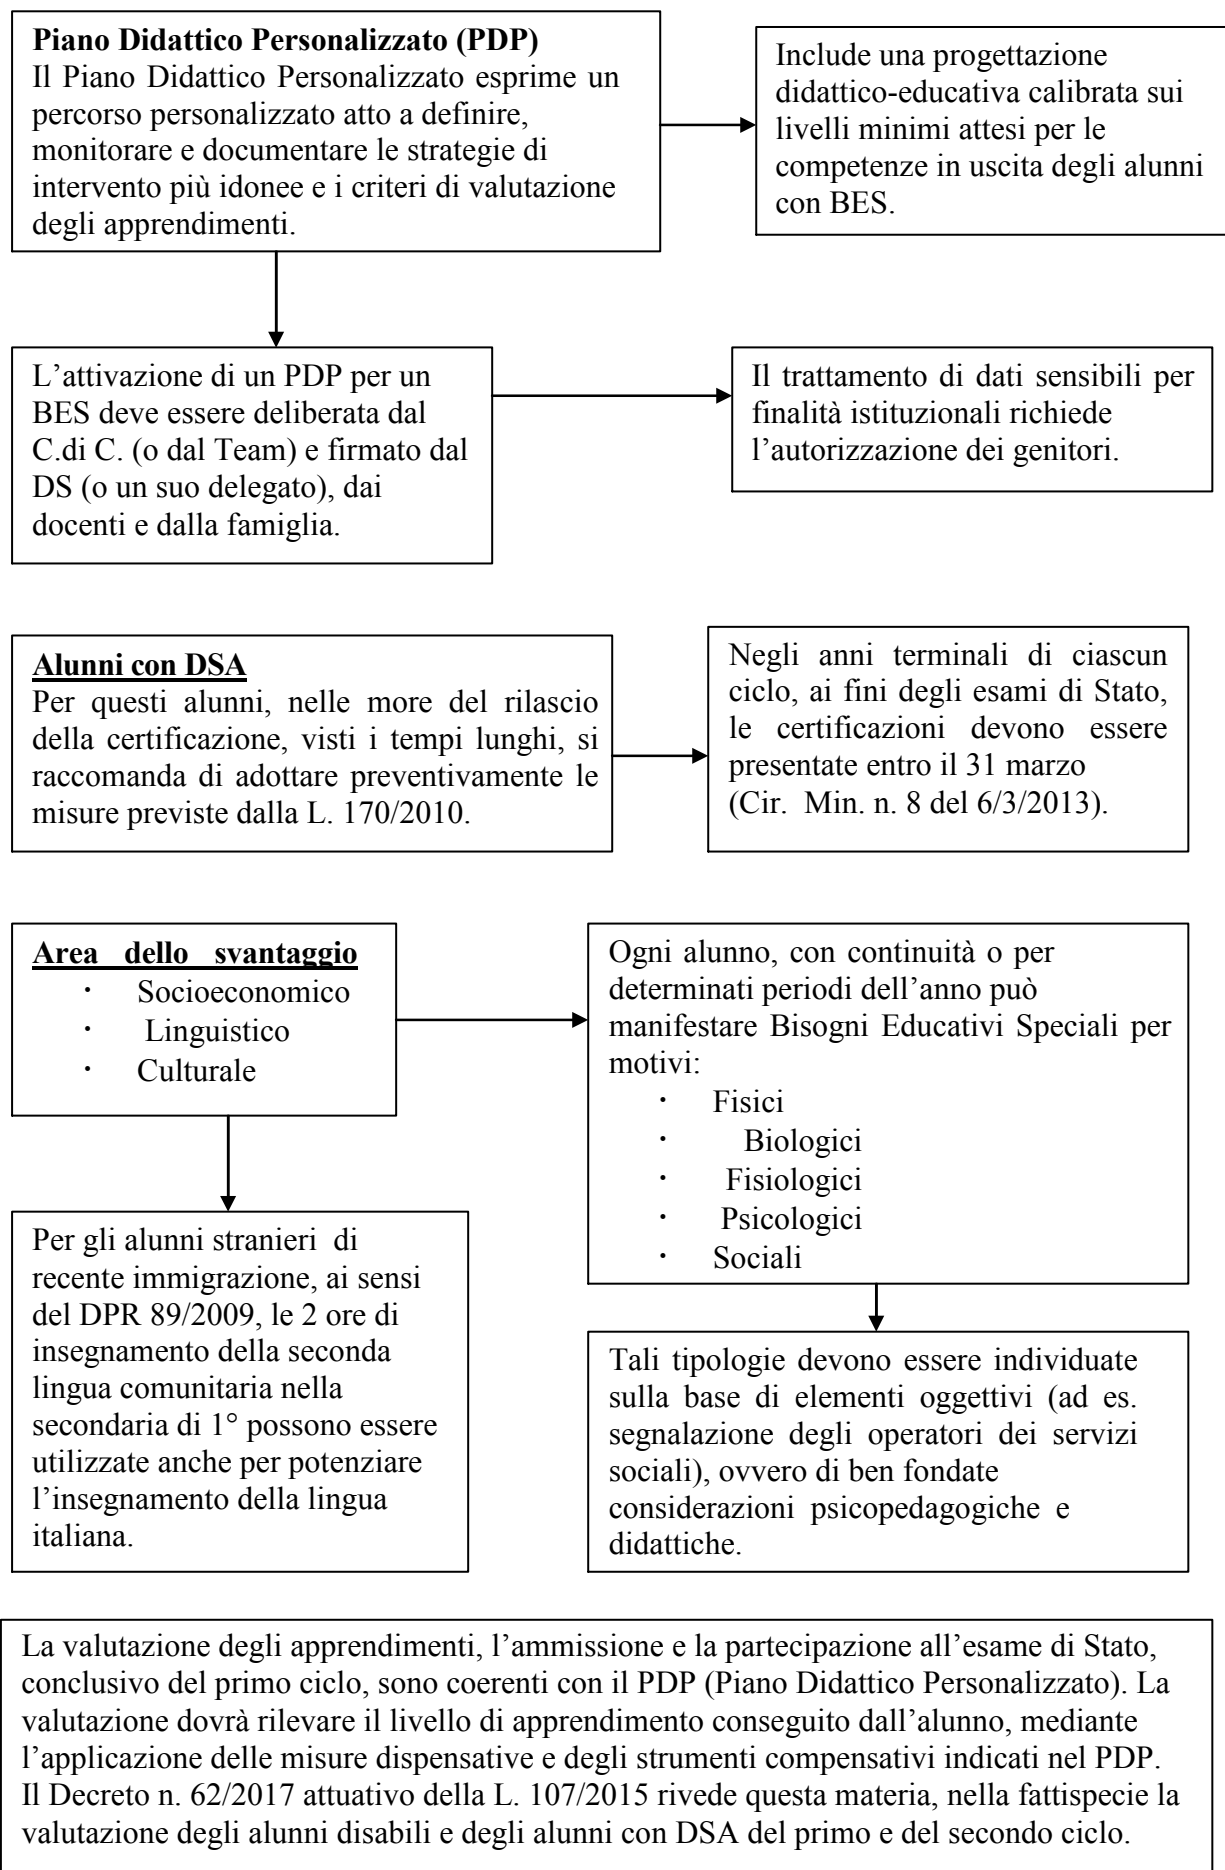 Piano Didattico Personalizzato (PDP)
Il Piano Didattico Personalizzato esprime un
percorso personalizzato atto a definire,
monitorare e documentare le strategie di
intervento più idonee e i criteri di valutazione
degli apprendimenti.
Include una progettazione
didattico-educativa calibrata sui
livelli minimi attesi per le
competenze in uscita degli alunni
con BES.
L’attivazione di un PDP per un
BES deve essere deliberata dal
C.di C. (o dal Team) e firmato dal
DS (o un suo delegato), dai
docenti e dalla famiglia.
Il trattamento di dati sensibili per
finalità istituzionali richiede
l’autorizzazione dei genitori.
Alunni con DSA
Per questi alunni, nelle more del rilascio
della certificazione, visti i tempi lunghi, si
raccomanda di adottare preventivamente le
misure previste dalla L. 170/2010.
Negli anni terminali di ciascun
ciclo, ai fini degli esami di Stato,
le certificazioni devono essere
presentate entro il 31 marzo
(Cir. Min. n. 8 del 6/3/2013).
Area dello svantaggio
· Socioeconomico
· Linguistico
· Culturale
Ogni alunno, con continuità o per
determinati periodi dell’anno può
manifestare Bisogni Educativi Speciali per
motivi:
· Fisici
· Biologici
· Fisiologici
· Psicologici
· Sociali
Per gli alunni stranieri di
recente immigrazione, ai sensi
del DPR 89/2009, le 2 ore di
insegnamento della seconda
lingua comunitaria nella
secondaria di 1° possono essere
utilizzate anche per potenziare
l’insegnamento della lingua
italiana.
Tali tipologie devono essere individuate
sulla base di elementi oggettivi (ad es.
segnalazione degli operatori dei servizi
sociali), ovvero di ben fondate
considerazioni psicopedagogiche e
didattiche.
La valutazione degli apprendimenti, l’ammissione e la partecipazione all’esame di Stato,
conclusivo del primo ciclo, sono coerenti con il PDP (Piano Didattico Personalizzato). La
valutazione dovrà rilevare il livello di apprendimento conseguito dall’alunno, mediante
l’applicazione delle misure dispensative e degli strumenti compensativi indicati nel PDP.
Il Decreto n. 62/2017 attuativo della L. 107/2015 rivede questa materia, nella fattispecie la
valutazione degli alunni disabili e degli alunni con DSA del primo e del secondo ciclo.